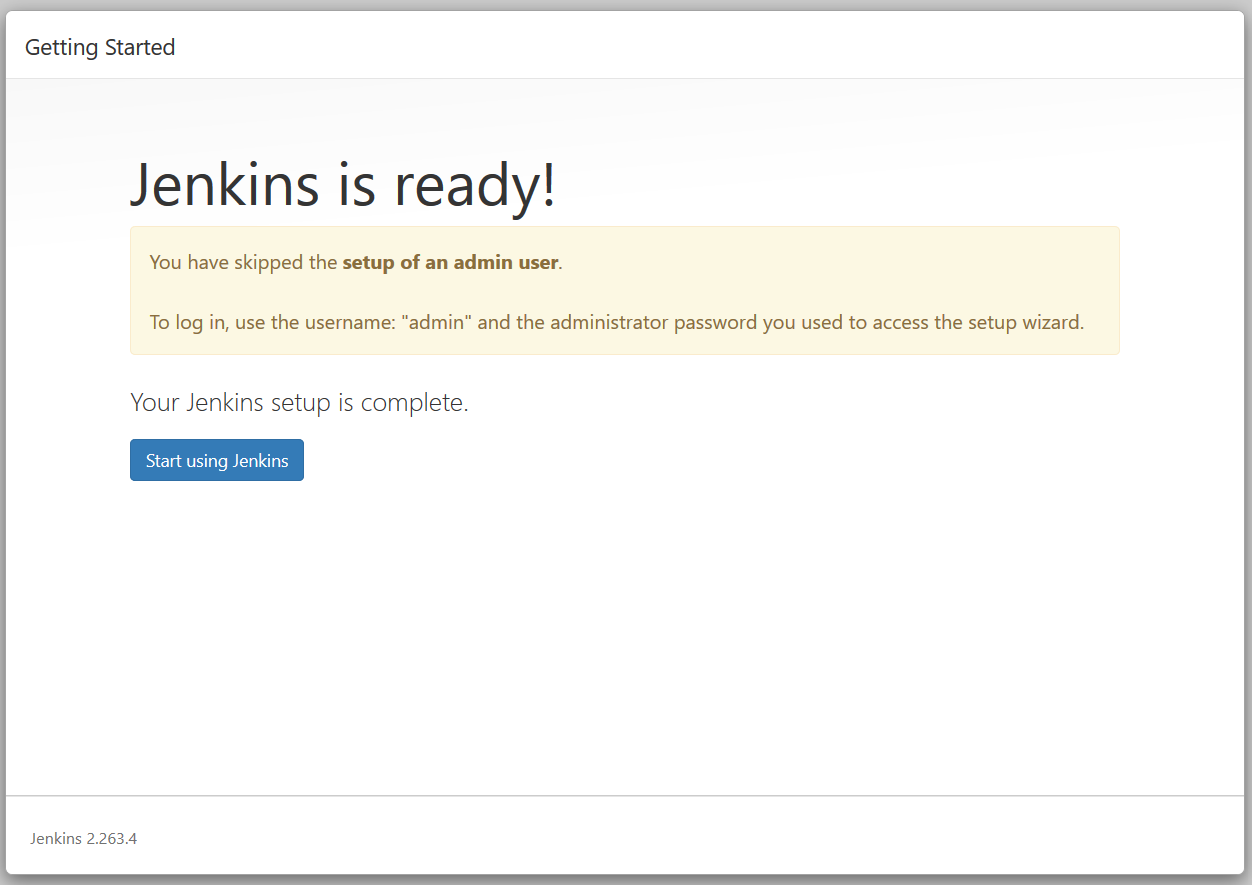 Getting Started
Jenkins is ready!
You have skipped the setup of an admin user.
To log in, use the username: "admin" and the administrator password you used to access the setup wizard.
Your Jenkins setup is complete.
Start using Jenkins
Jenkins 2.263.4